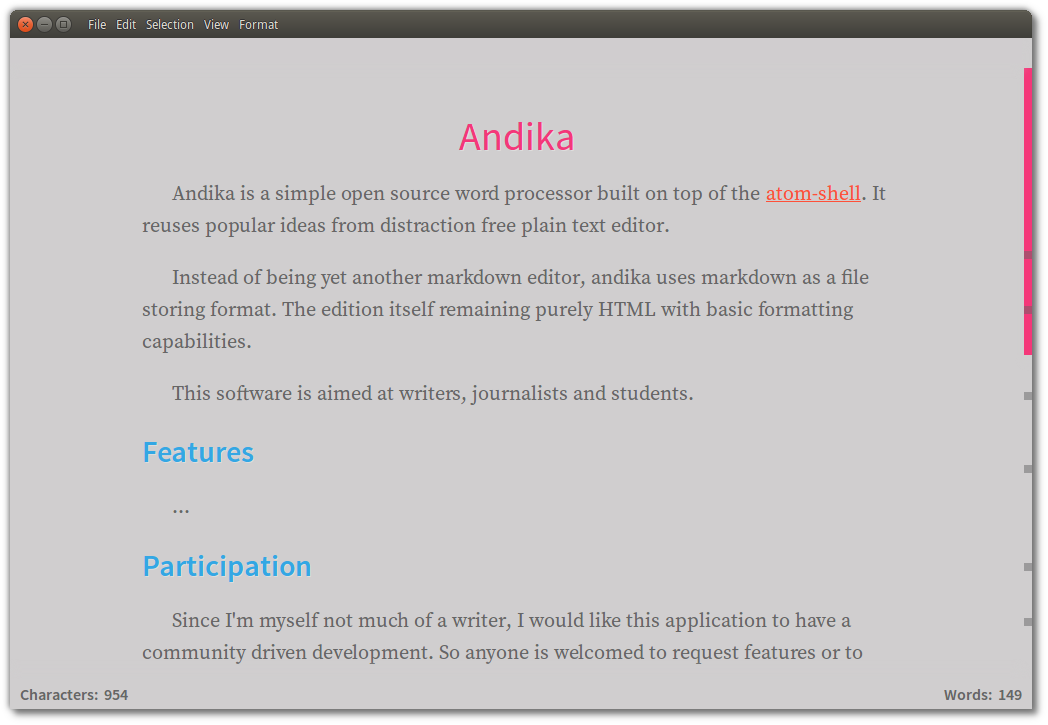 File Edit Selection View Format
Andika
Andika is a simple open source word processor built on top of the atom-shell. It
reuses popular ideas from distraction free plain text editor.
Instead of being yet another markdown editor, andika uses markdown as a file
storing format. The edition itself remaining purely HTML with basic formatting
capabilities.
This software is aimed at writers, journalists and students.
Features
...
Participation
Since I'm myself not much of a writer, I would like this application to have a
community driven development. So anyone is welcomed to request features or to
Characters: 954 Words: 149